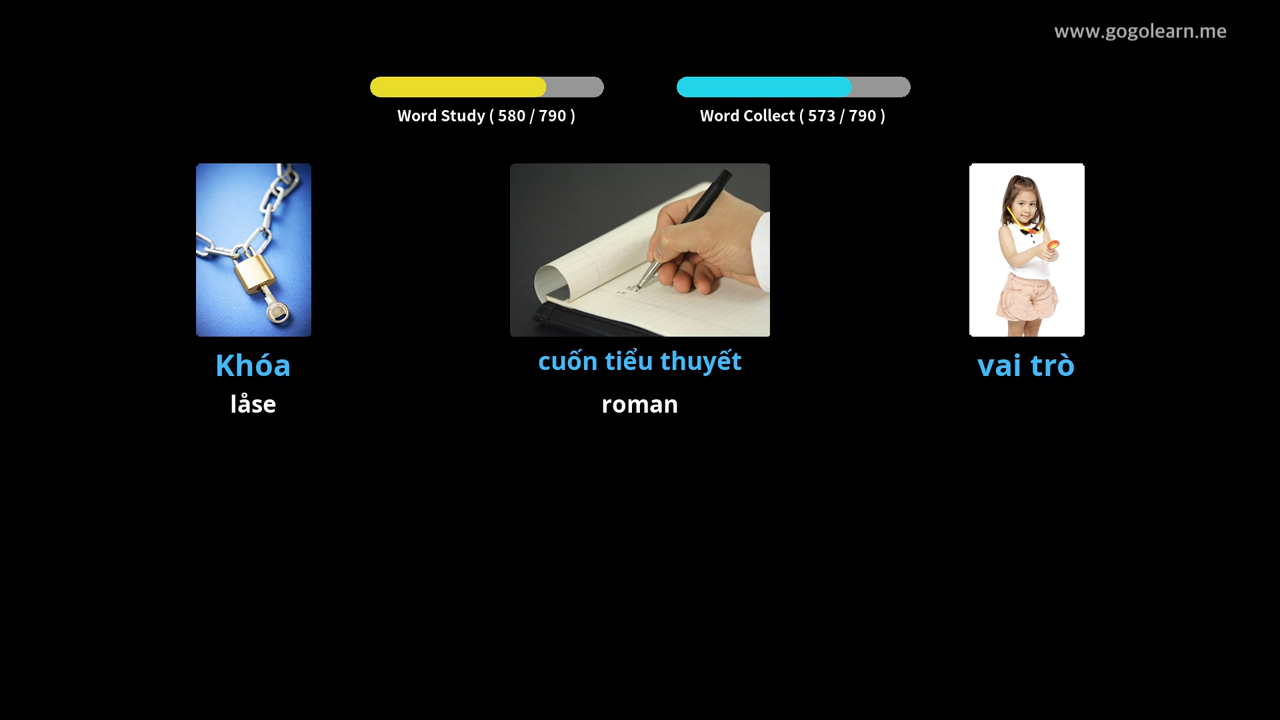 www.gogolearn.me
Word Study ( 580 / 790 )
Word Collect ( 573 / 790 )
Khóa
cuốn tiểu thuyết
vai trò
låse
roman